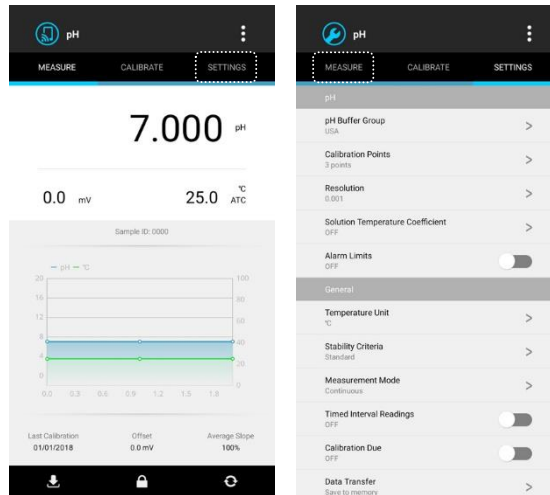 pH
MEASURE CALIBRATE SETTINGS
7.000 pH
0.0 mV 25.0 °C ATC
Sample ID: 0000
pH °C
20 100
16 80
12 60
8 40
4 20
0 0
0.0 0.3 0.6 0.9 1.2 1.5 1.8
Last Calibration Offset Average Slope
01/01/2018 0.0 mV 100%
pH
MEASURE CALIBRATE SETTINGS
pH
pH Buffer Group
USA
Calibration Points
3 points
Resolution
0.001
Solution Temperature Coefficient
OFF
Alarm Limits
OFF
General
Temperature Unit
°C
Stability Criteria
Standard
Measurement Mode
Continuous
Timed Interval Readings
OFF
Calibration Due
OFF
Data Transfer
Save to memory